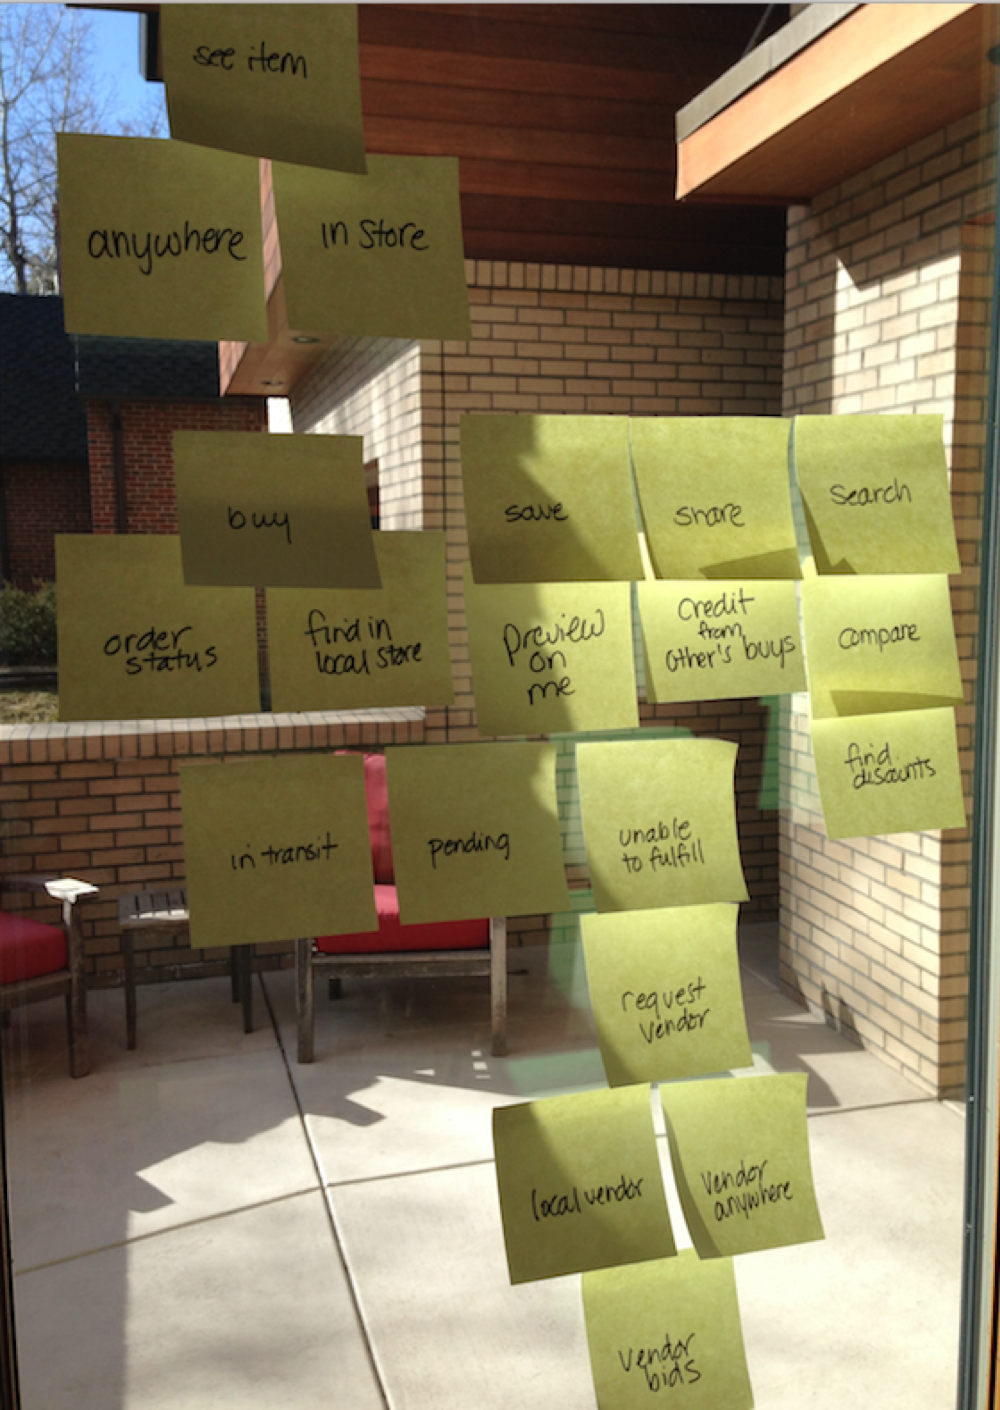 see item
anywhere
in store
buy
save
share
search
order
status
find in
local store
Preview
on
me
Credit
from
other's buys
compare
find
disounts
in transit
pending
unable
to fulfill
request
vendor
local vendor
vendor
anywhere
vendor
bids